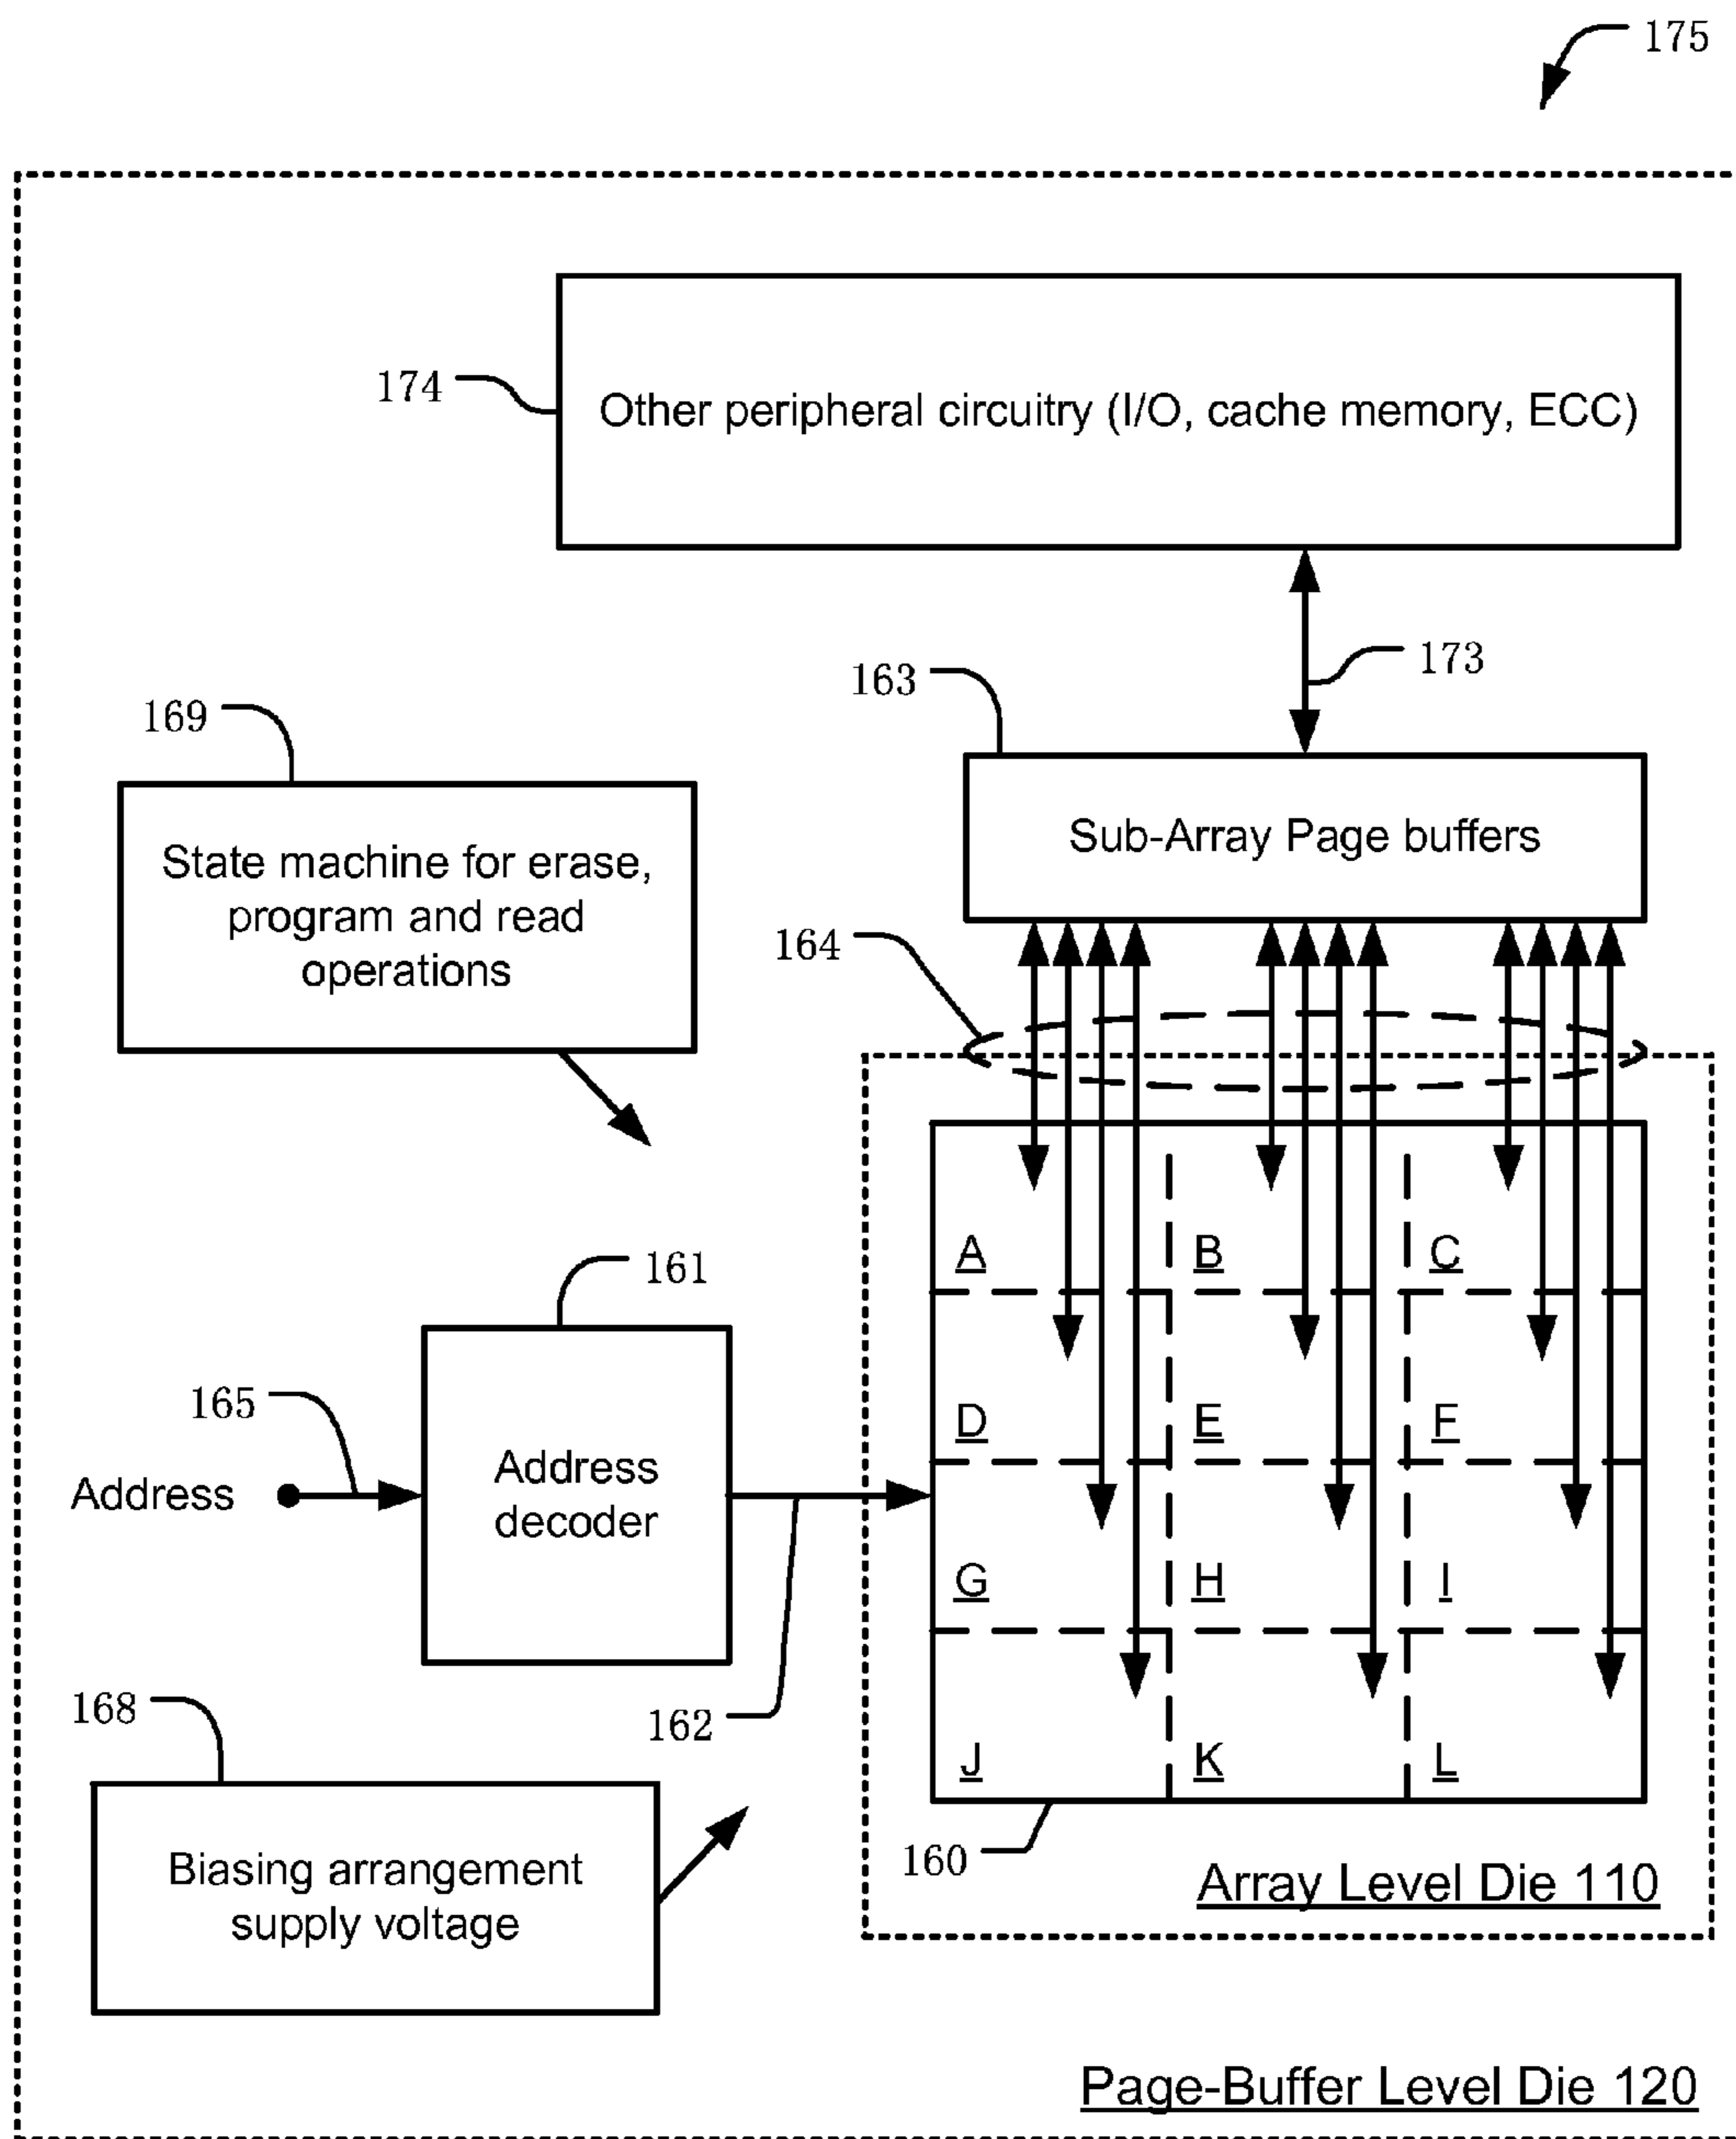 175
174
Other peripheral circuitry (I/O, cache memory, ECC)
173
163
169
Sub-Array Page buffers
State machine for erase,
program and read
operations
164
A
B
C
161
165
D
E
F
Address
Address
decoder
G
H
I
168
162
J
K
L
160
Biasing arrangement
supply voltage
Array Level Die 110
Page-Buffer Level Die 120